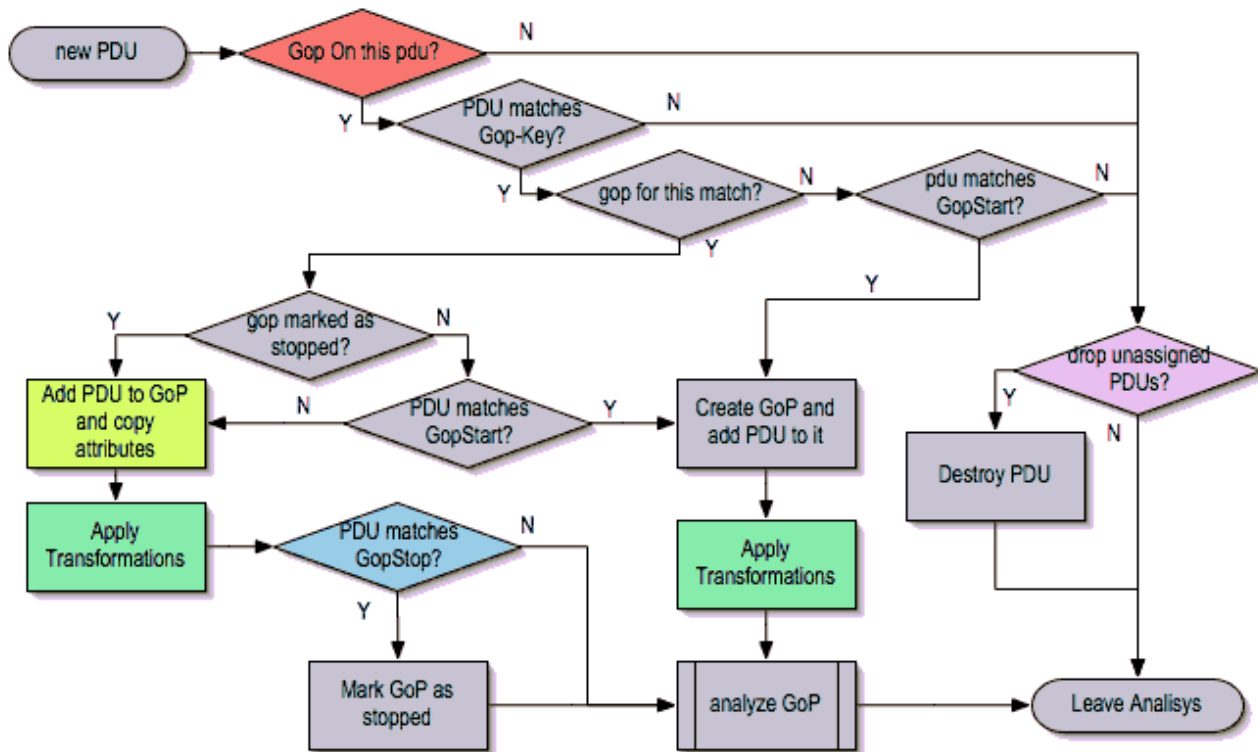 new PDU
Gop On this pdu?
N
Y
PDU matches
Gop-Key?
N
Y
gop for this match?
N
pdu matches
GopStart?
N
Y
Y
gop marked as
stopped?
Y
N
drop unassigned
PDUs?
Y
N
Add PDU to GoP
and copy
attributes
N
PDU matches
GopStart?
Y
Create GoP and
add PDU to it
Destroy PDU
Apply
Transformations
PDU matches
GopStop?
N
Y
Apply
Transformations
Mark GoP as
stopped
analyze GoP
Leave Analisys